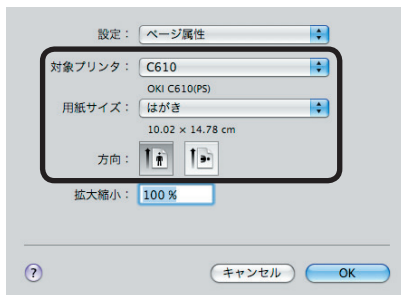 設定： ページ属性
対象プリンタ： C610
OKI C610(PS)
用紙サイズ： はがき
10.02 × 14.78 cm
方向：
拡大縮小： 100 %
? キャンセル OK